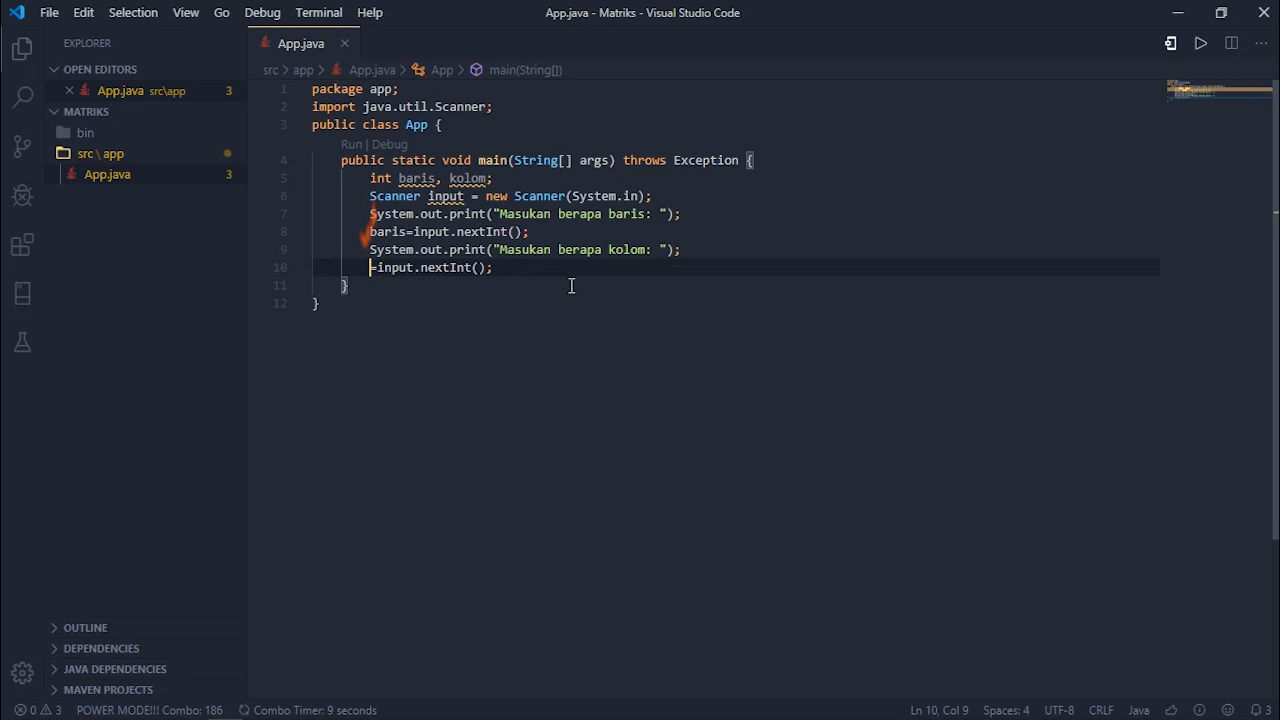 File Edit Selection View Go Debug Terminal Help App.java - Matriks - Visual Studio Code
EXPLORER
App.java
OPEN EDITORS
src > app > App.java > App > main(String[])
App.java src\app 3
MATRIKS
bin
src \ app
App.java 3
1 package app;
2 import java.util.Scanner;
3 public class App {
Run | Debug
4 public static void main(String[] args) throws Exception {
5 int baris, kolom;
6 Scanner input = new Scanner(System.in);
7 System.out.print("Masukan berapa baris: ");
8 baris=input.nextInt();
9 System.out.print("Masukan berapa kolom: ");
10 =input.nextInt();
11 }
12 }
OUTLINE
DEPENDENCIES
JAVA DEPENDENCIES
MAVEN PROJECTS
0 3 POWER MODE!!! Combo: 186 Combo Timer: 9 seconds Ln 10, Col 9 Spaces: 4 UTF-8 CRLF Java 3